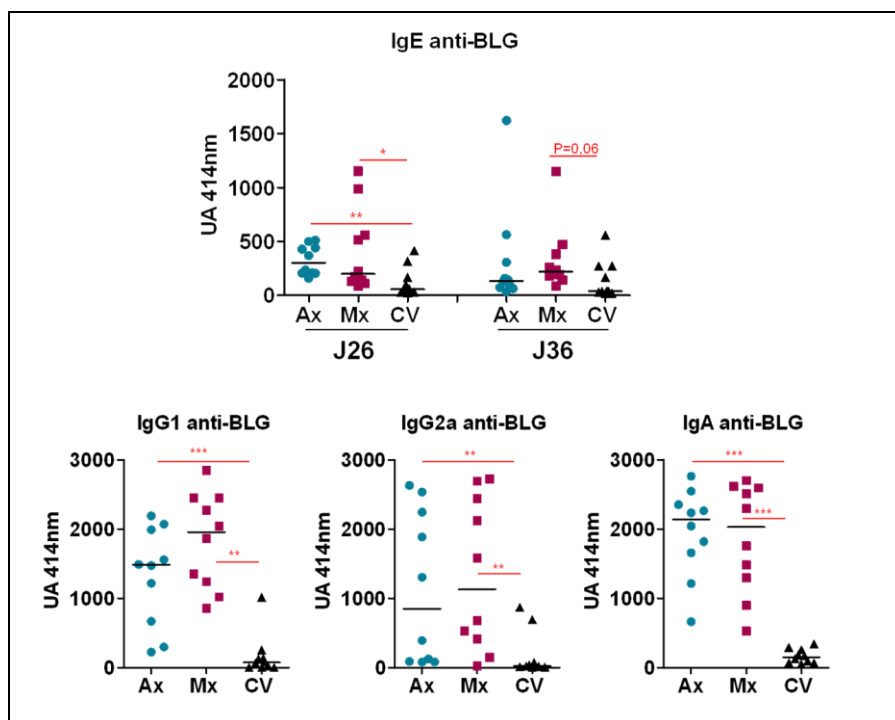 IgE anti-BLG
2000
1500
1000
500
0
UA 414nm
*
**
P=0,06
Ax Mx CV Ax Mx CV
J26 J36
IgG1 anti-BLG IgG2a anti-BLG IgA anti-BLG
*** ** ***
3000 3000 3000
2000 2000 2000
1000 1000 1000
0 0 0
UA 414nm UA 414nm UA 414nm
** ** ***
Ax Mx CV Ax Mx CV Ax Mx CV